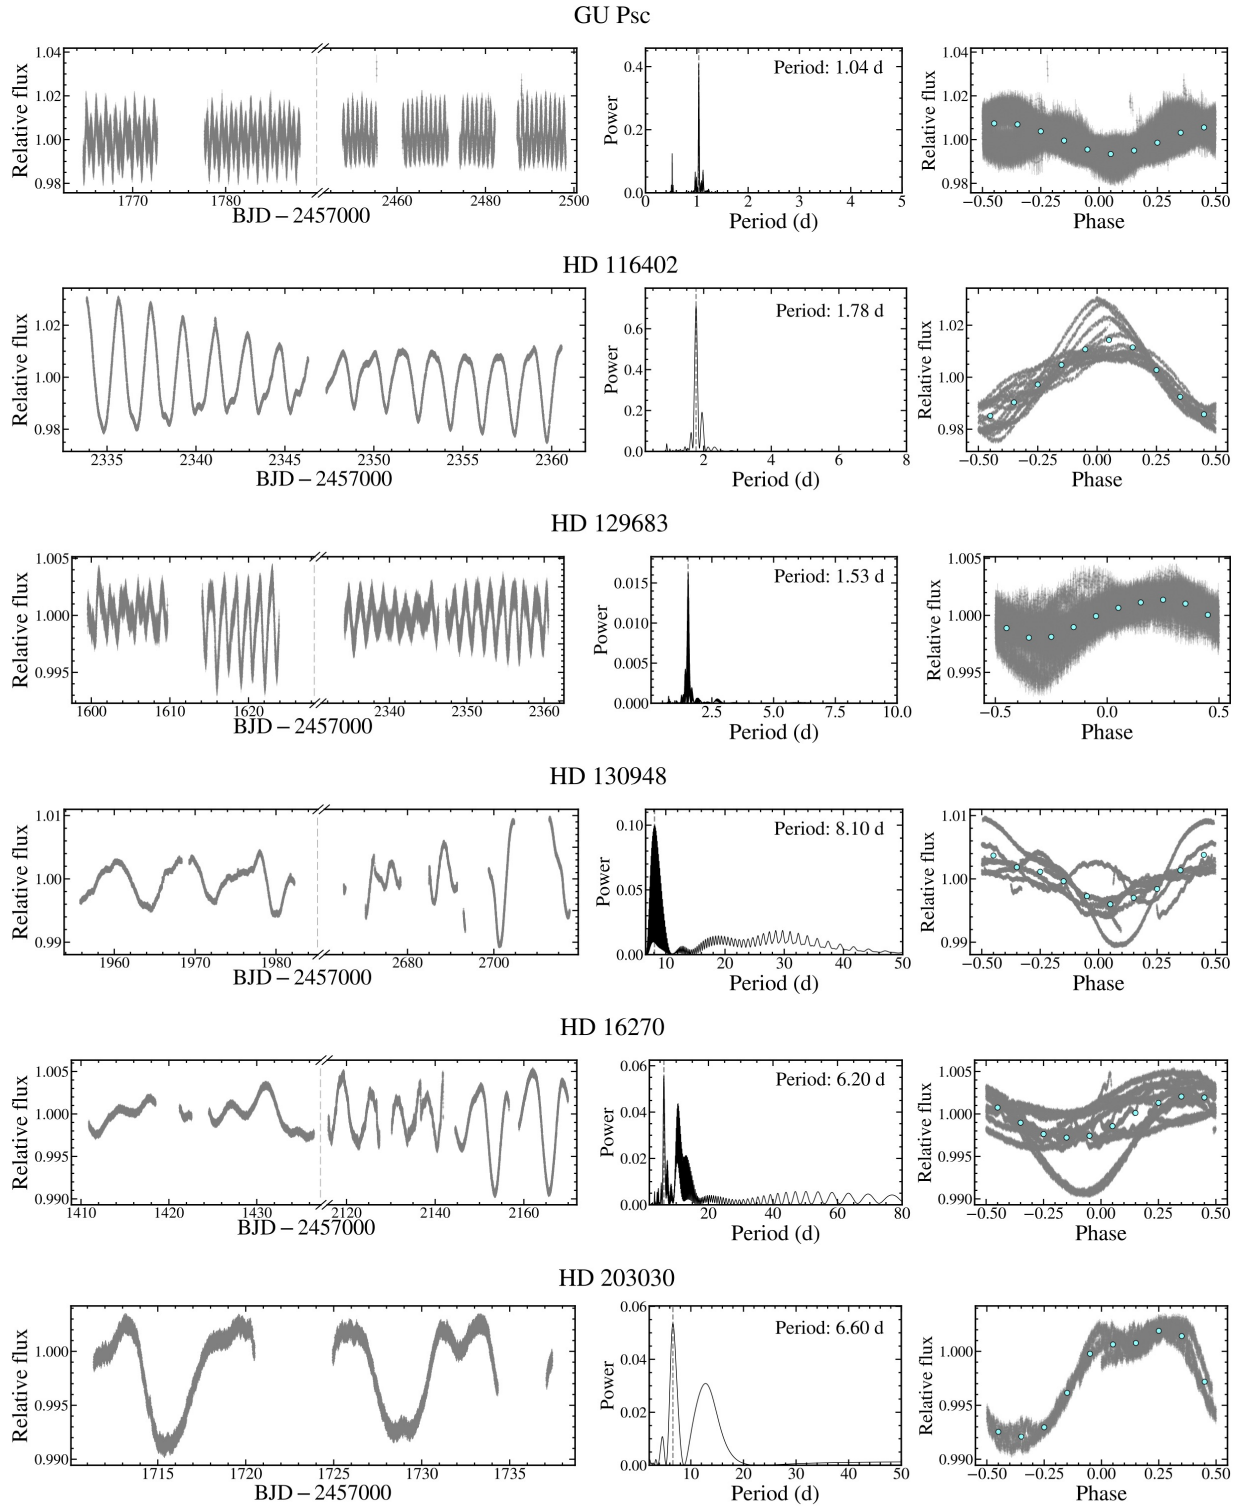 GU Psc
1.04
1.02
1.00
0.98
Relative flux
1770 1780 2460 2480 2500
BJD − 2457000
0.4
0.2
0.0
Power
Period: 1.04 d
0 1 2 3 4 5
Period (d)
1.04
1.02
1.00
0.98
Relative flux
−0.50 −0.25 0.00 0.25 0.50
Phase
HD 116402
1.02
1.00
0.98
Relative flux
2335 2340 2345 2350 2355 2360
BJD − 2457000
0.6
0.4
0.2
0.0
Power
Period: 1.78 d
2 4 6 8
Period (d)
1.02
1.00
0.98
Relative flux
−0.50 −0.25 0.00 0.25 0.50
Phase
HD 129683
1.005
1.000
0.995
Relative flux
1600 1610 1620 2340 2350 2360
BJD − 2457000
0.015
0.010
0.005
0.000
Power
Period: 1.53 d
2.5 5.0 7.5 10.0
Period (d)
1.005
1.000
0.995
Relative flux
−0.5 0.0 0.5
Phase
HD 130948
1.01
1.00
0.99
Relative flux
1960 1970 1980 2680 2700
BJD − 2457000
0.10
0.05
0.00
Power
Period: 8.10 d
10 20 30 40 50
Period (d)
1.01
1.00
0.99
Relative flux
−0.50 −0.25 0.00 0.25 0.50
Phase
HD 16270
1.005
1.000
0.995
0.990
Relative flux
1410 1420 1430 2120 2140 2160
BJD − 2457000
0.06
0.04
0.02
0.00
Power
Period: 6.20 d
20 40 60 80
Period (d)
1.005
1.000
0.995
0.990
Relative flux
−0.50 −0.25 0.00 0.25 0.50
Phase
HD 203030
1.000
0.995
0.990
Relative flux
1715 1720 1725 1730 1735
BJD − 2457000
0.06
0.04
0.02
0.00
Power
Period: 6.60 d
10 20 30 40 50
Period (d)
1.000
0.995
0.990
Relative flux
−0.50 −0.25 0.00 0.25 0.50
Phase